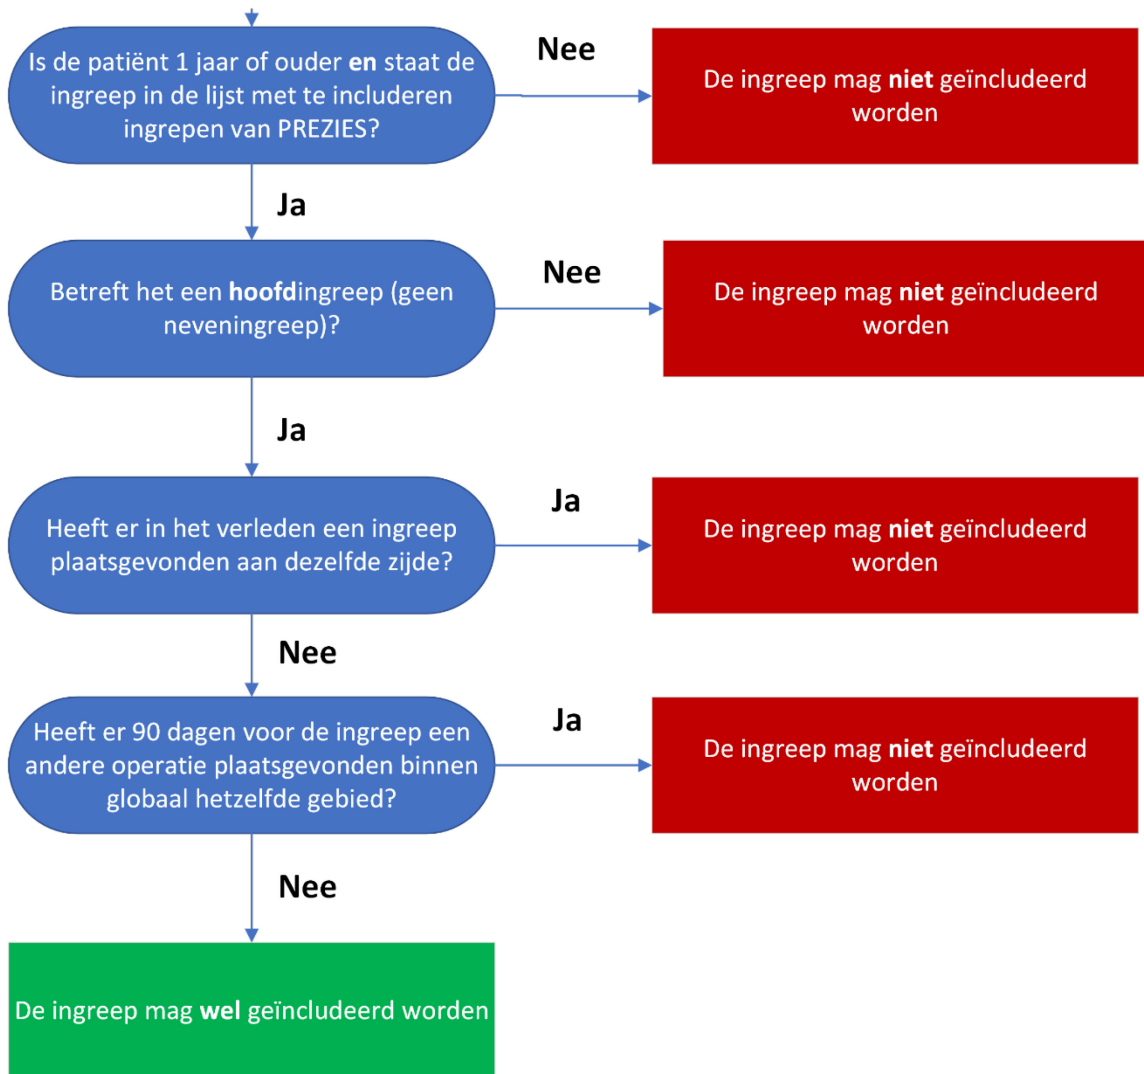 Is de patiënt 1 jaar of ouder en staat de
ingreep in de lijst met te includeren
ingrepen van PREZIES?
Nee
De ingreep mag niet geïncludeerd
worden
Ja
Betreft het een hoofdingreep (geen
neveningreep)?
Nee
De ingreep mag niet geïncludeerd
worden
Ja
Heeft er in het verleden een ingreep
plaatsgevonden aan dezelfde zijde?
Ja
De ingreep mag niet geïncludeerd
worden
Nee
Heeft er 90 dagen voor de ingreep een
andere operatie plaatsgevonden binnen
globaal hetzelfde gebied?
Ja
De ingreep mag niet geïncludeerd
worden
Nee
De ingreep mag wel geïncludeerd worden